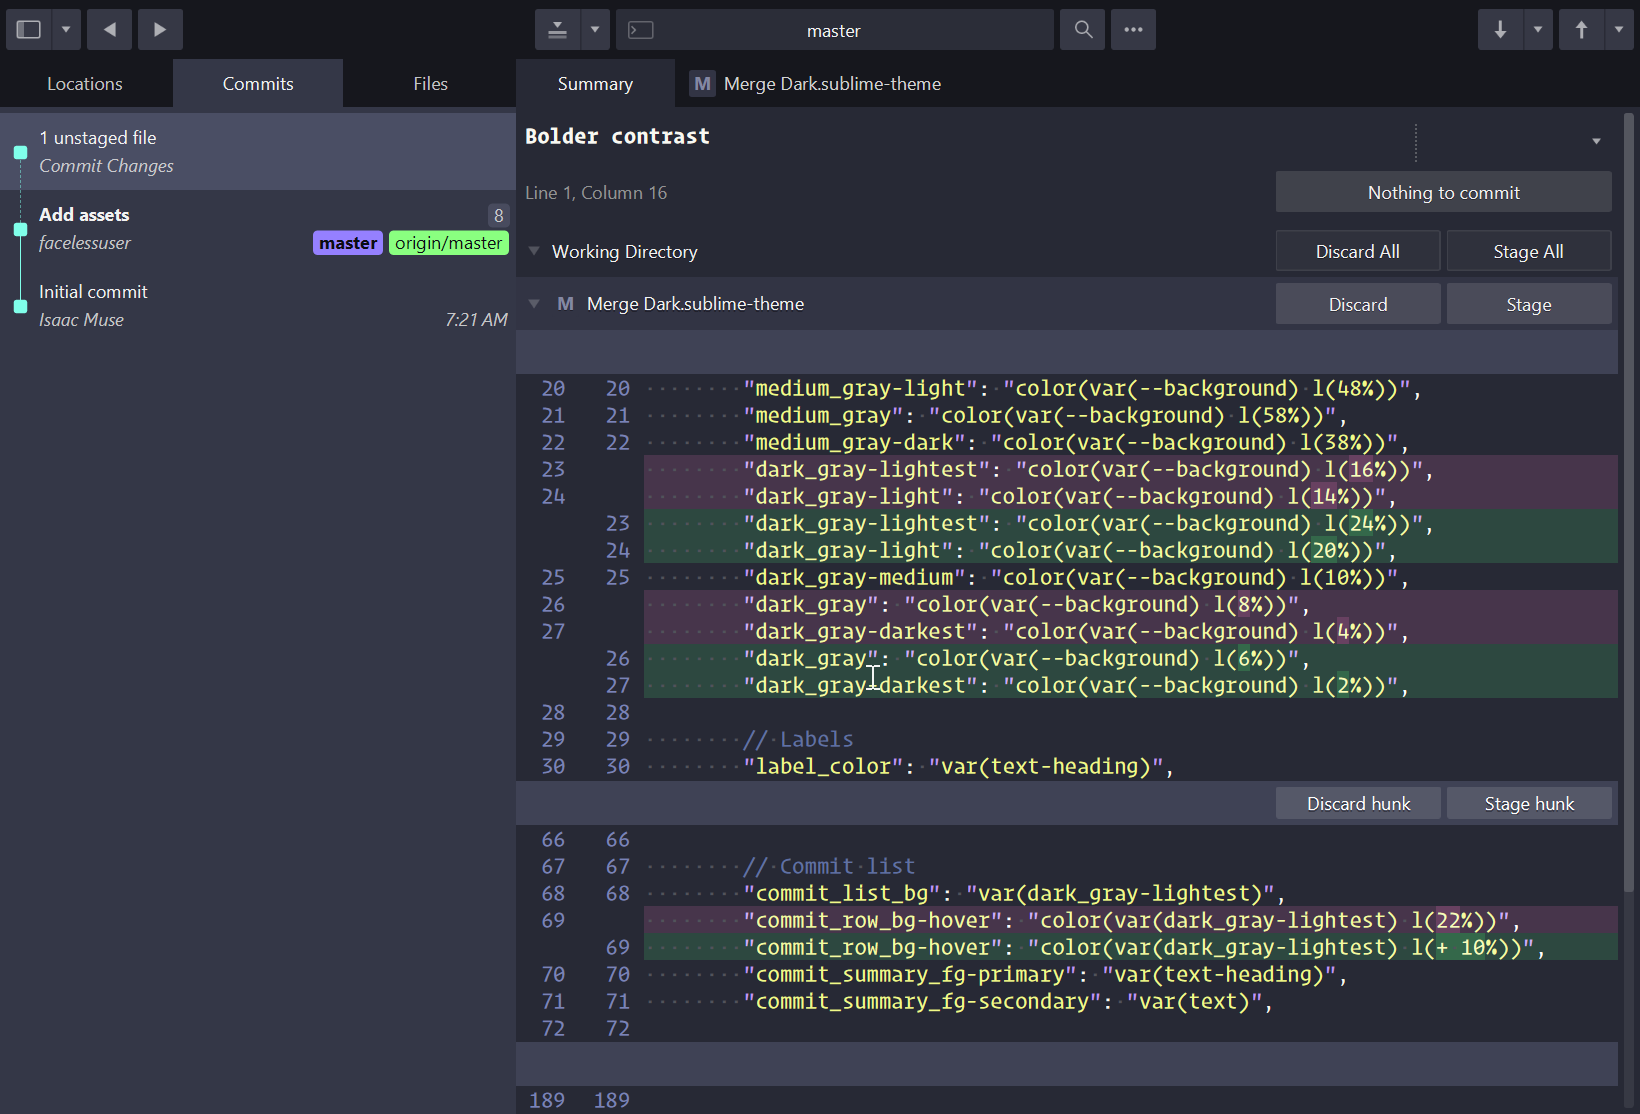 master
Locations
Commits
Files
Summary
M Merge Dark.sublime-theme
1 unstaged file
Commit Changes
Add assets 8
facelessuser master origin/master
Initial commit
Isaac Muse 7:21 AM
Bolder contrast
Line 1, Column 16
Nothing to commit
Working Directory Discard All Stage All
M Merge Dark.sublime-theme Discard Stage
20 20 "medium_gray-light": "color(var(--background) l(48%))",
21 21 "medium_gray": "color(var(--background) l(58%))",
22 22 "medium_gray-dark": "color(var(--background) l(38%))",
23 "dark_gray-lightest": "color(var(--background) l(16%))",
24 "dark_gray-light": "color(var(--background) l(14%))",
23 "dark_gray-lightest": "color(var(--background) l(24%))",
24 "dark_gray-light": "color(var(--background) l(20%))",
25 25 "dark_gray-medium": "color(var(--background) l(10%))",
26 "dark_gray": "color(var(--background) l(8%))",
27 "dark_gray-darkest": "color(var(--background) l(4%))",
26 "dark_gray": "color(var(--background) l(6%))",
27 "dark_gray-darkest": "color(var(--background) l(2%))",
28 28
29 29 // Labels
30 30 "label_color": "var(text-heading)",
Discard hunk Stage hunk
66 66
67 67 // Commit list
68 68 "commit_list_bg": "var(dark_gray-lightest)",
69 "commit_row_bg-hover": "color(var(dark_gray-lightest) l(22%))",
69 "commit_row_bg-hover": "color(var(dark_gray-lightest) l(+ 10%))",
70 70 "commit_summary_fg-primary": "var(text-heading)",
71 71 "commit_summary_fg-secondary": "var(text)",
72 72
189 189